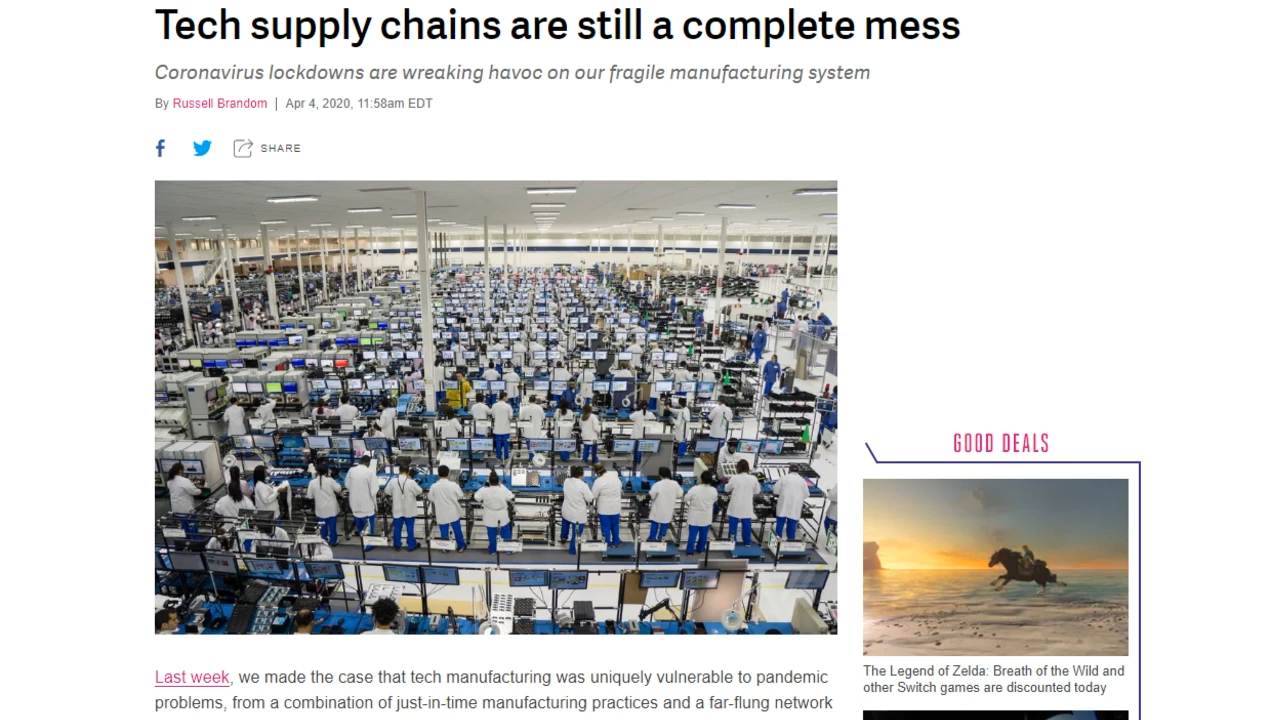 Tech supply chains are still a complete mess
Coronavirus lockdowns are wreaking havoc on our fragile manufacturing system
By Russell Brandom | Apr 4, 2020, 11:58am EDT
SHARE
Last week, we made the case that tech manufacturing was uniquely vulnerable to pandemic
problems, from a combination of just-in-time manufacturing practices and a far-flung network
GOOD DEALS
The Legend of Zelda: Breath of the Wild and
other Switch games are discounted today